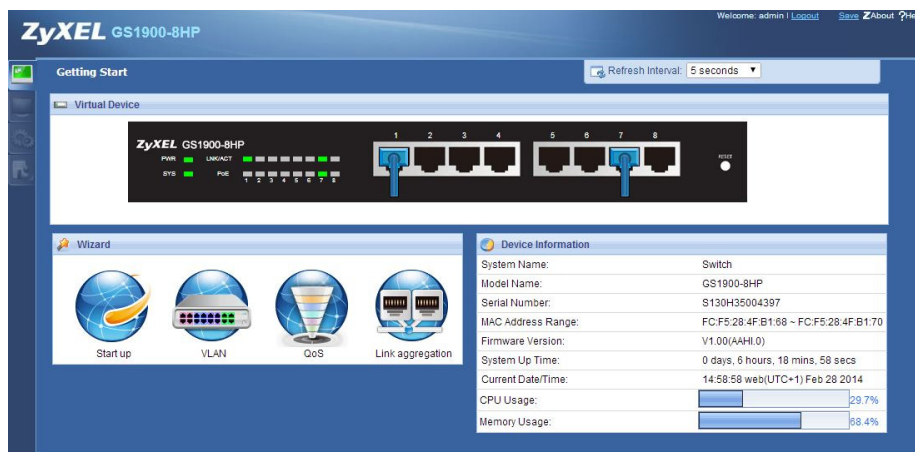 Welcome: admin I Logout Save ZAbout ?He
ZyXEL GS1900-8HP
Getting Start
Refresh Interval: 5 seconds
Virtual Device
ZyXEL GS1900-8HP
PWR LNK/ACT
SYS PoE
1 2 3 4 5 6 7 8
1 2 3 4 5 6 7 8
RESET
Wizard
Start up
VLAN
QoS
Link aggregation
Device Information
System Name: Switch
Model Name: GS1900-8HP
Serial Number: S130H35004397
MAC Address Range: FC:F5:28:4F:B1:68 ~ FC:F5:28:4F:B1:70
Firmware Version: V1.00(AAHI.0)
System Up Time: 0 days, 6 hours, 18 mins, 58 secs
Current Date/Time: 14:58:58 web(UTC+1) Feb 28 2014
CPU Usage: 29.7%
Memory Usage: 68.4%